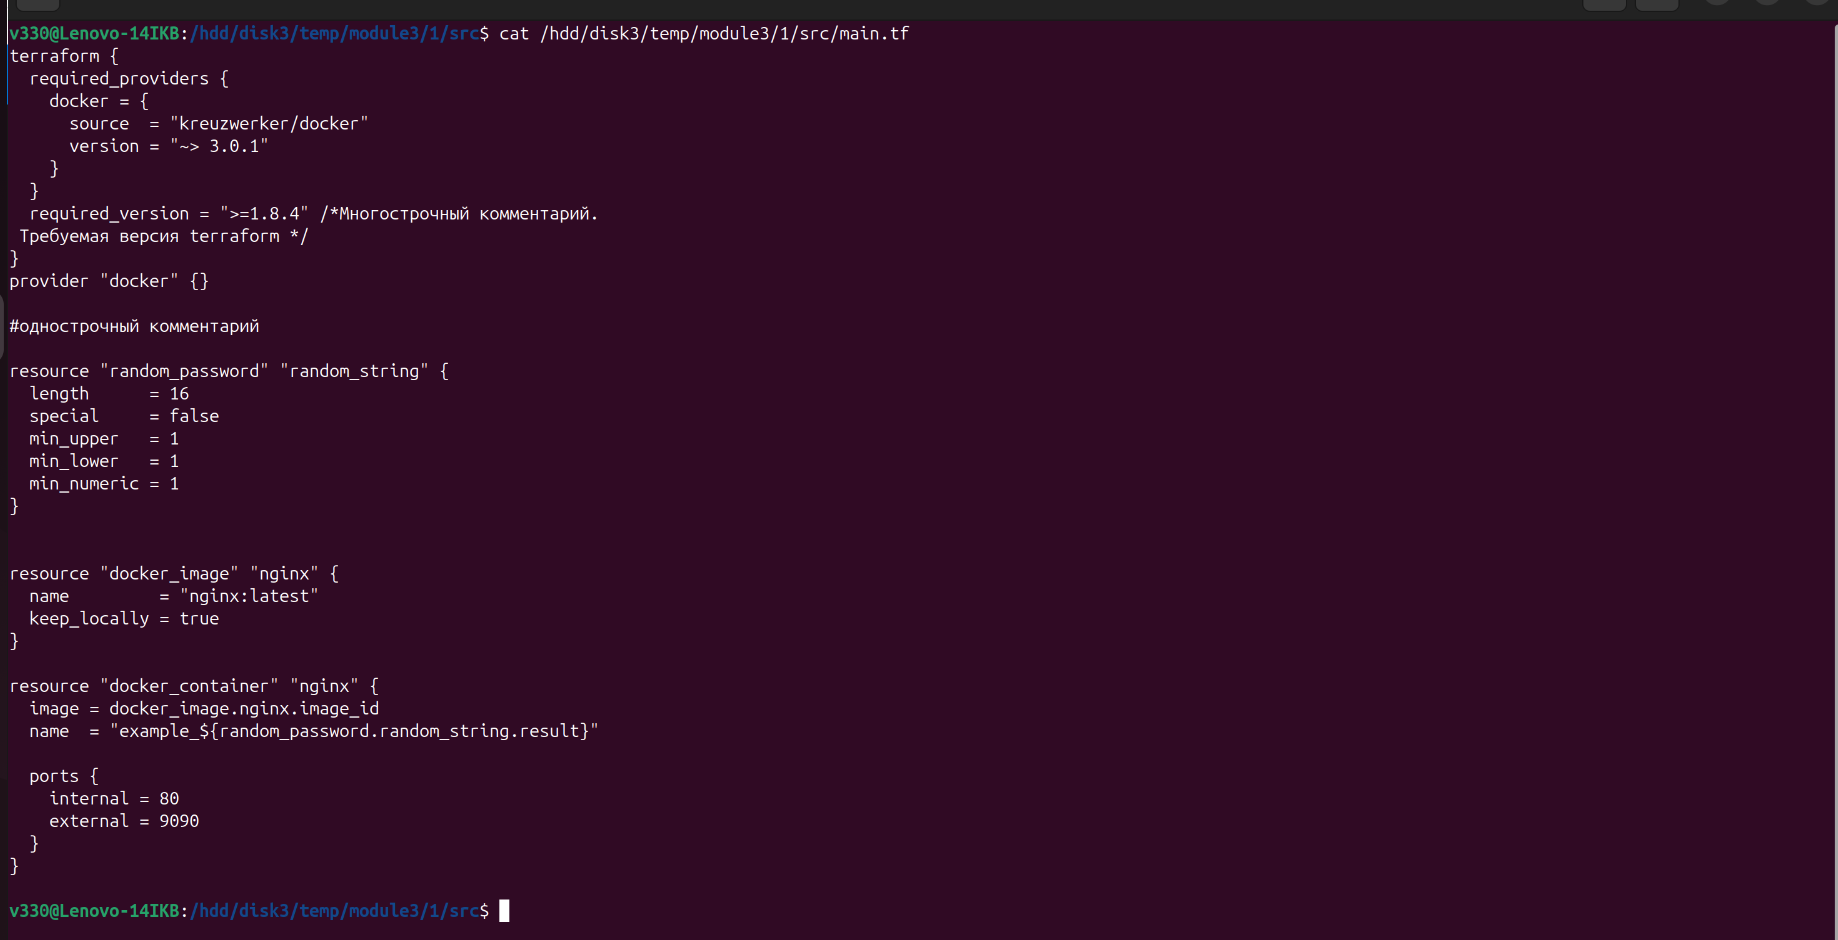 v330@Lenovo-14IKB:/hdd/disk3/temp/module3/1/src$ cat /hdd/disk3/temp/module3/1/src/main.tf
terraform {
  required_providers {
    docker = {
      source  = "kreuzwerker/docker"
      version = "~> 3.0.1"
    }
  }
  required_version = ">=1.8.4" /*Многострочный комментарий.
 Требуемая версия terraform */
}
provider "docker" {}

#однострочный комментарий

resource "random_password" "random_string" {
  length      = 16
  special     = false
  min_upper   = 1
  min_lower   = 1
  min_numeric = 1
}


resource "docker_image" "nginx" {
  name         = "nginx:latest"
  keep_locally = true
}

resource "docker_container" "nginx" {
  image = docker_image.nginx.image_id
  name  = "example_${random_password.random_string.result}"

  ports {
    internal = 80
    external = 9090
  }
}

v330@Lenovo-14IKB:/hdd/disk3/temp/module3/1/src$